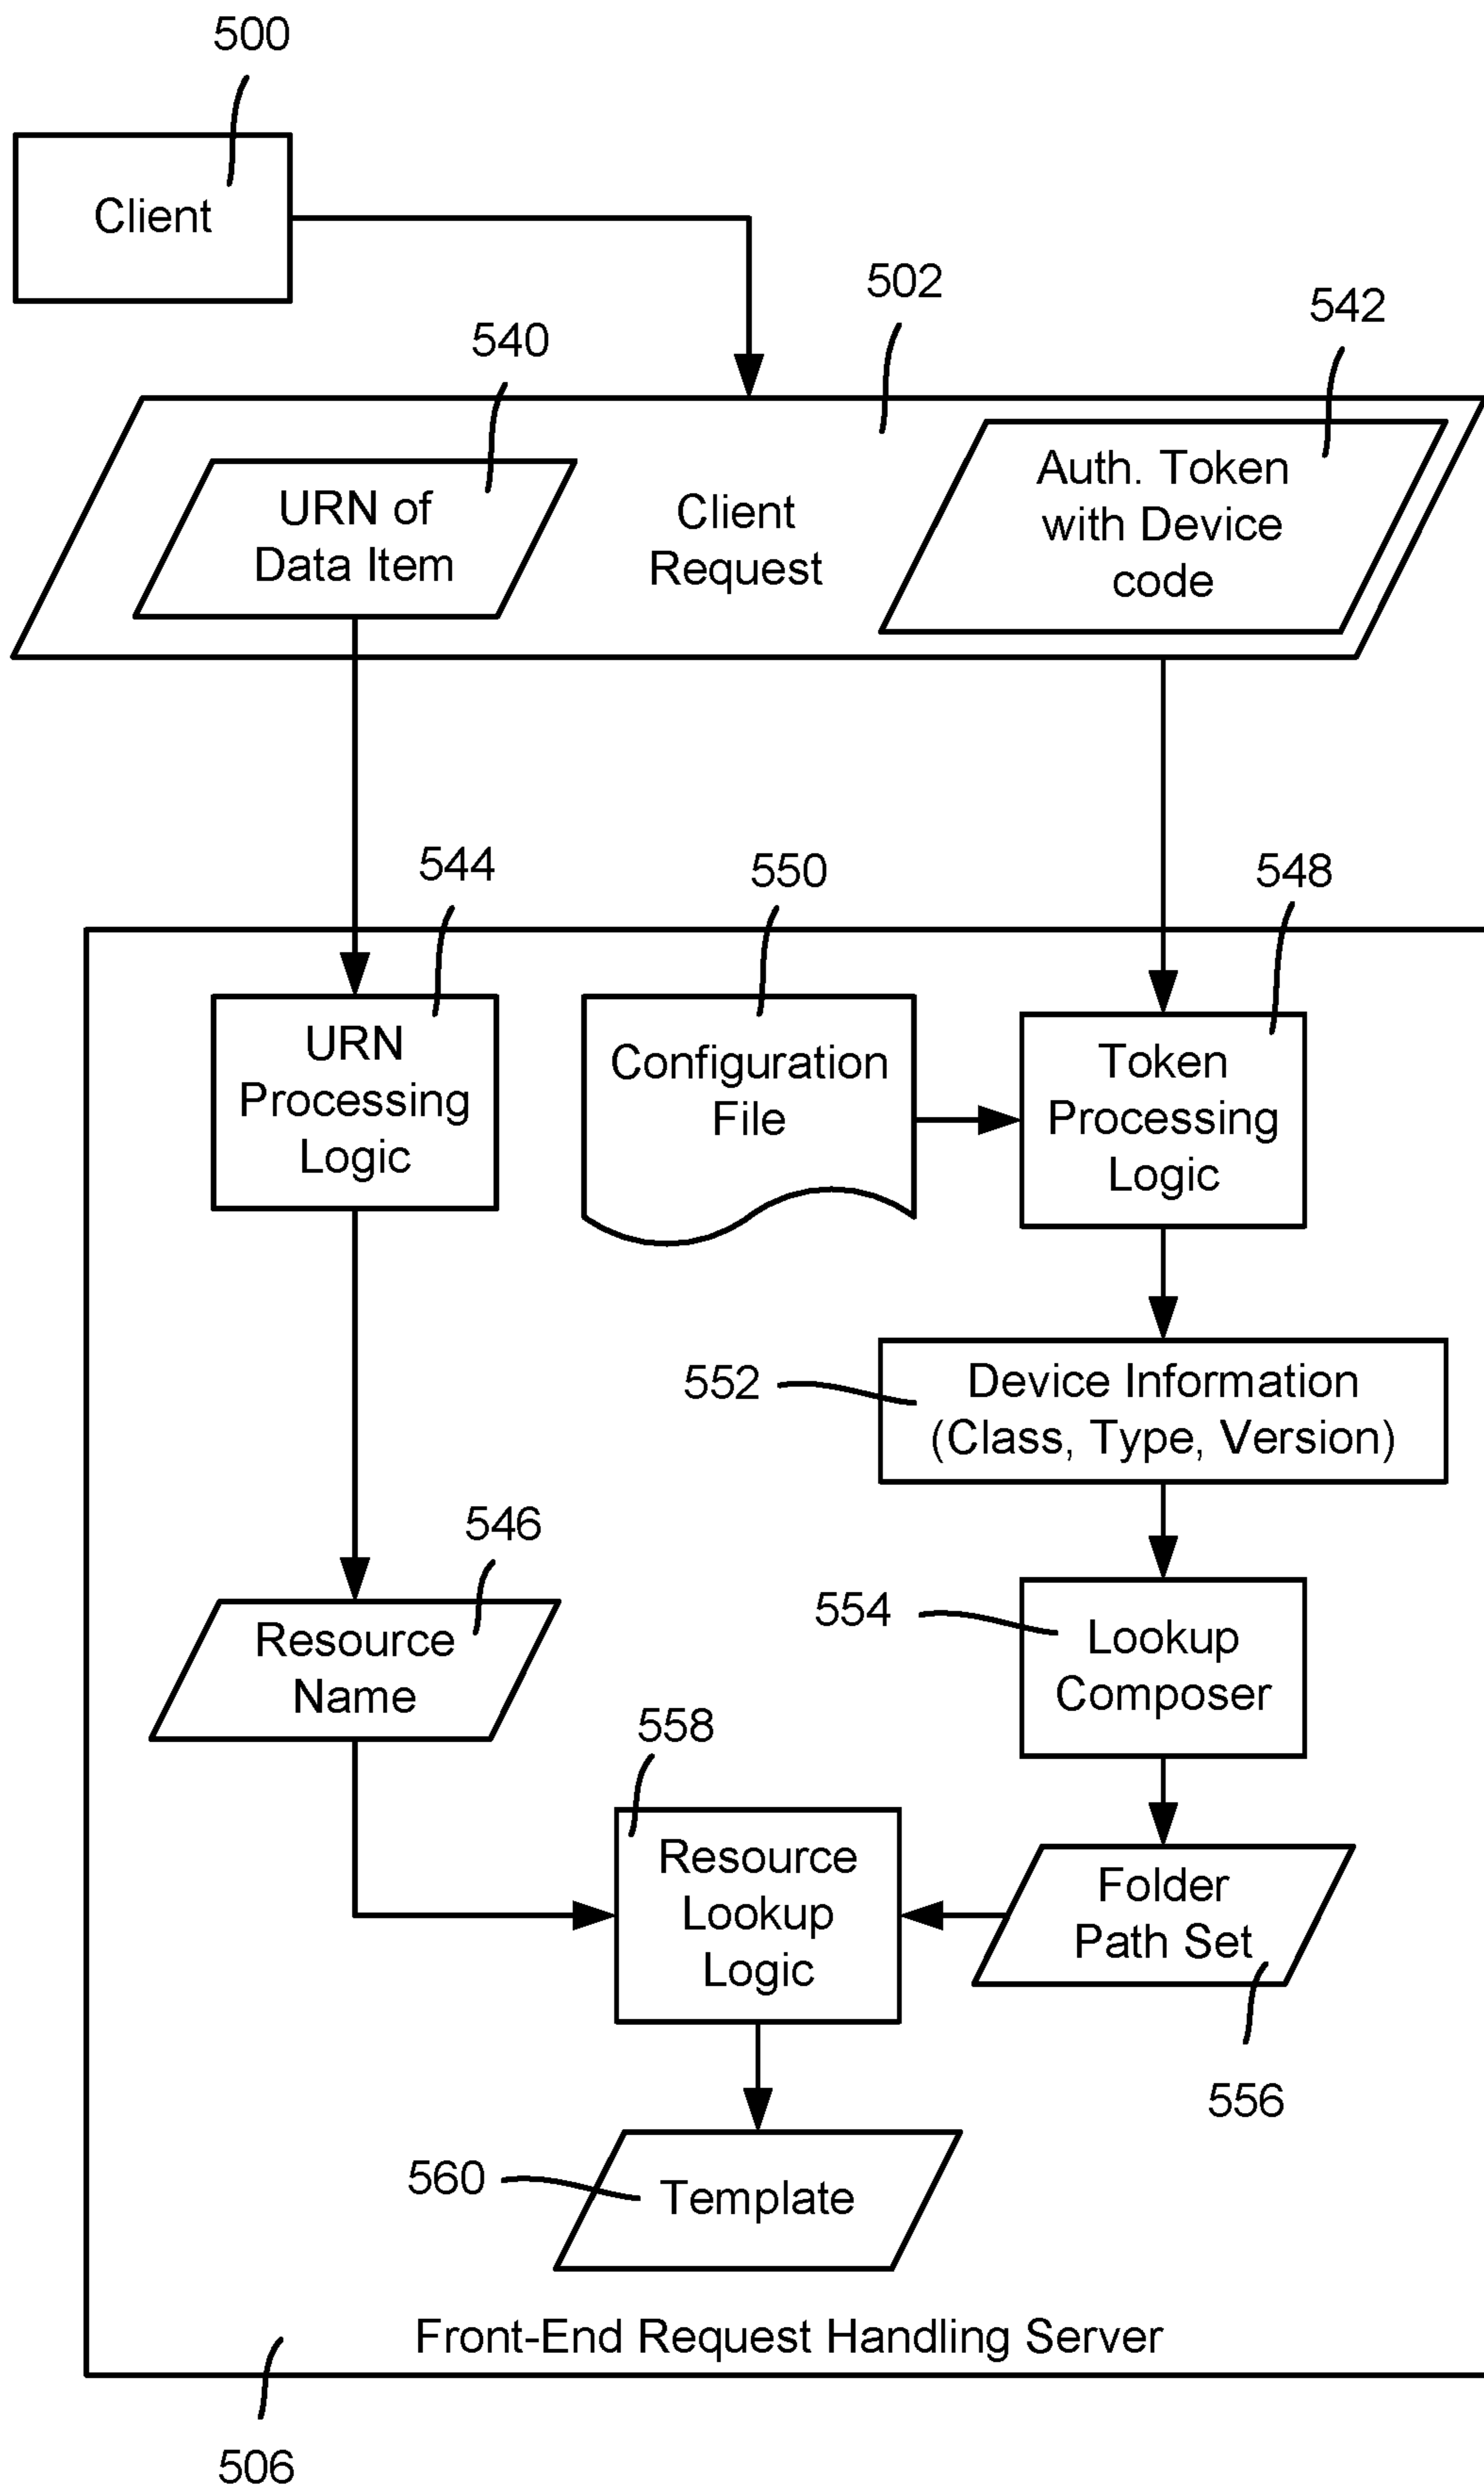 500
Client
502
542
540
Auth. Token
with Device
code
URN of
Data Item
Client
Request
544
550
548
URN
Processing
Logic
Configuration
File
Token
Processing
Logic
552
Device Information
(Class, Type, Version)
546
554
Resource
Name
Lookup
Composer
558
Resource
Lookup
Logic
Folder
Path Set
556
560
Template
Front-End Request Handling Server
506